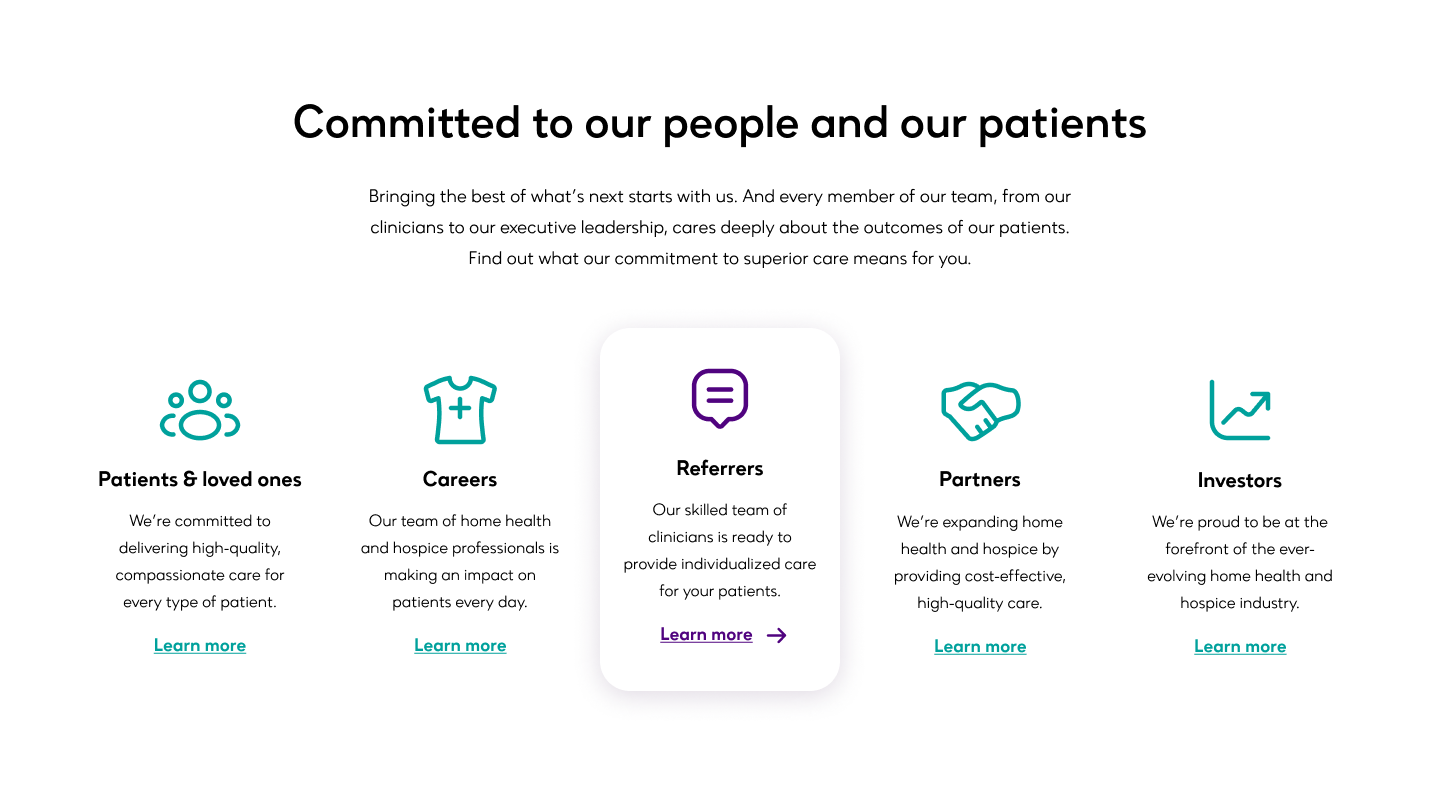 Committed to our people and our patients
Bringing the best of what's next starts with us. And every member of our team, from our
clinicians to our executive leadership, cares deeply about the outcomes of our patients.
Find out what our commitment to superior care means for you.
Patients & loved ones
We're committed to
delivering high-quality,
compassionate care for
every type of patient.
Learn more
Careers
Our team of home health
and hospice professionals is
making an impact on
patients every day.
Learn more
Referrers
Our skilled team of
clinicians is ready to
provide individualized care
for your patients.
Learn more
Partners
We're expanding home
health and hospice by
providing cost-effective,
high-quality care.
Learn more
Investors
We're proud to be at the
forefront of the ever-
evolving home health and
hospice industry.
Learn more